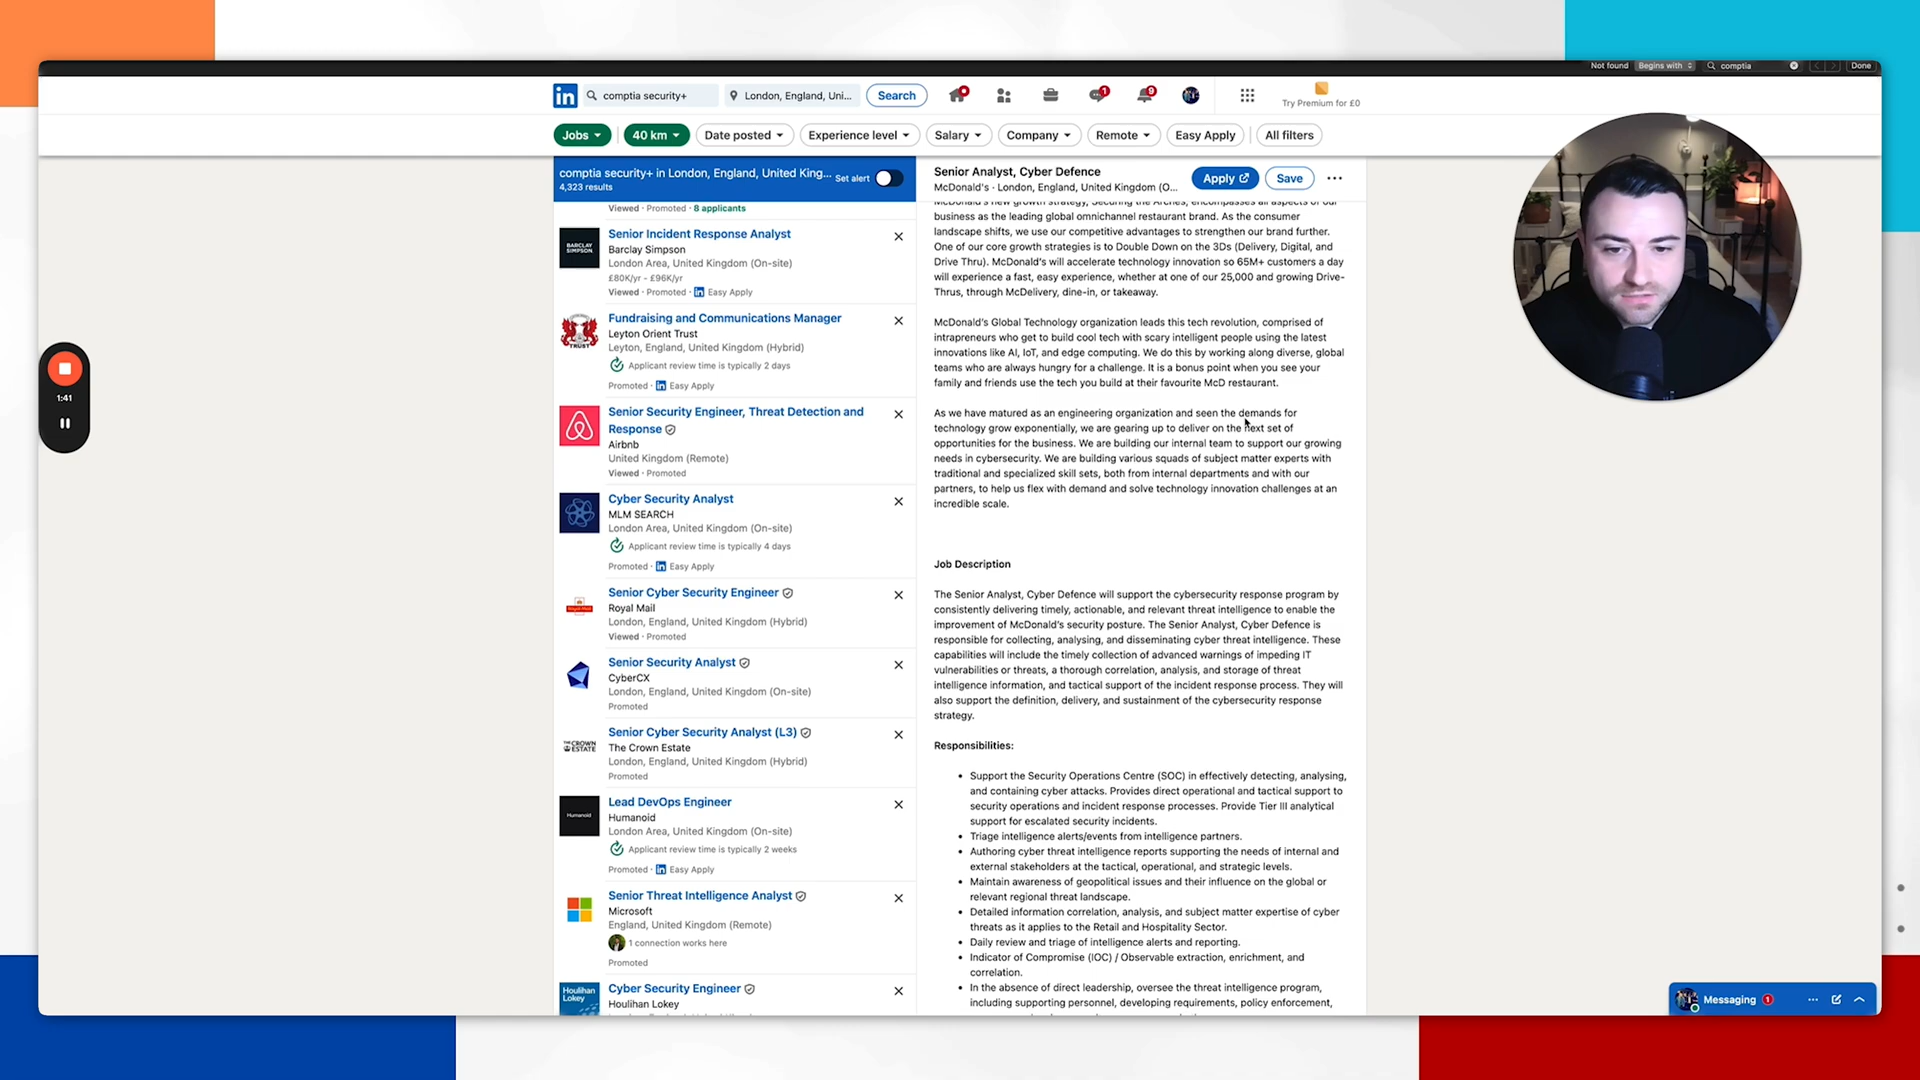 Not found
Begins with
comptia
Done
in
comptia security+
London, England, Uni...
Search
1
9
Try Premium for £0
Jobs
40 km
Date posted
Experience level
Salary
Company
Remote
Easy Apply
All filters
comptia security+ in London, England, United King...
Set alert
4,323 results
Viewed · Promoted · 8 applicants
BARCLAY
SIMPSON
Senior Incident Response Analyst
Barclay Simpson
London Area, United Kingdom (On-site)
£80K/yr - £96K/yr
Viewed · Promoted · in Easy Apply
TRUST
Fundraising and Communications Manager
Leyton Orient Trust
Leyton, England, United Kingdom (Hybrid)
Applicant review time is typically 2 days
Promoted · in Easy Apply
Senior Security Engineer, Threat Detection and
Response
Airbnb
United Kingdom (Remote)
Viewed · Promoted
Cyber Security Analyst
MLM SEARCH
London Area, United Kingdom (On-site)
Applicant review time is typically 4 days
Promoted · in Easy Apply
Royal Mail
Senior Cyber Security Engineer
Royal Mail
London, England, United Kingdom (Hybrid)
Viewed · Promoted
Senior Security Analyst
CyberCX
London, England, United Kingdom (On-site)
Promoted
THE CROWN
ESTATE
Senior Cyber Security Analyst (L3)
The Crown Estate
London, England, United Kingdom (Hybrid)
Promoted
Humanoid
Lead DevOps Engineer
Humanoid
London Area, United Kingdom (On-site)
Applicant review time is typically 2 weeks
Promoted · in Easy Apply
Senior Threat Intelligence Analyst
Microsoft
England, United Kingdom (Remote)
1 connection works here
Promoted
Houlihan
Lokey
Cyber Security Engineer
Houlihan Lokey
Senior Analyst, Cyber Defence
McDonald's · London, England, United Kingdom (O...
Apply
Save
McDonald's new growth strategy, Securing the Arches, encompasses all aspects of our
business as the leading global omnichannel restaurant brand. As the consumer
landscape shifts, we use our competitive advantages to strengthen our brand further.
One of our core growth strategies is to Double Down on the 3Ds (Delivery, Digital, and
Drive Thru). McDonald's will accelerate technology innovation so 65M+ customers a day
will experience a fast, easy experience, whether at one of our 25,000 and growing Drive-
Thrus, through McDelivery, dine-in, or takeaway.
McDonald's Global Technology organization leads this tech revolution, comprised of
intrapreneurs who get to build cool tech with scary intelligent people using the latest
innovations like AI, IoT, and edge computing. We do this by working along diverse, global
teams who are always hungry for a challenge. It is a bonus point when you see your
family and friends use the tech you build at their favourite McD restaurant.
As we have matured as an engineering organization and seen the demands for
technology grow exponentially, we are gearing up to deliver on the next set of
opportunities for the business. We are building our internal team to support our growing
needs in cybersecurity. We are building various squads of subject matter experts with
traditional and specialized skill sets, both from internal departments and with our
partners, to help us flex with demand and solve technology innovation challenges at an
incredible scale.
Job Description
The Senior Analyst, Cyber Defence will support the cybersecurity response program by
consistently delivering timely, actionable, and relevant threat intelligence to enable the
improvement of McDonald's security posture. The Senior Analyst, Cyber Defence is
responsible for collecting, analysing, and disseminating cyber threat intelligence. These
capabilities will include the timely collection of advanced warnings of impeding IT
vulnerabilities or threats, a thorough correlation, analysis, and storage of threat
intelligence information, and tactical support of the incident response process. They will
also support the definition, delivery, and sustainment of the cybersecurity response
strategy.
Responsibilities:
• Support the Security Operations Centre (SOC) in effectively detecting, analysing,
and containing cyber attacks. Provides direct operational and tactical support to
security operations and incident response processes. Provide Tier III analytical
support for escalated security incidents.
• Triage intelligence alerts/events from intelligence partners.
• Authoring cyber threat intelligence reports supporting the needs of internal and
external stakeholders at the tactical, operational, and strategic levels.
• Maintain awareness of geopolitical issues and their influence on the global or
relevant regional threat landscape.
• Detailed information correlation, analysis, and subject matter expertise of cyber
threats as it applies to the Retail and Hospitality Sector.
• Daily review and triage of intelligence alerts and reporting.
• Indicator of Compromise (IOC) / Observable extraction, enrichment, and
correlation.
• In the absence of direct leadership, oversee the threat intelligence program,
including supporting personnel, developing requirements, policy enforcement,
1:41
Messaging
1